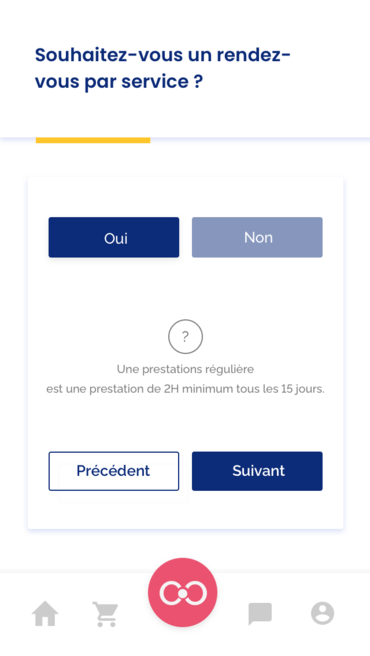 Souhaitez-vous un rendez-
vous par service ?
Oui
Non
?
Une prestations régulière
est une prestation de 2H minimum tous les 15 jours.
Précédent
Suivant